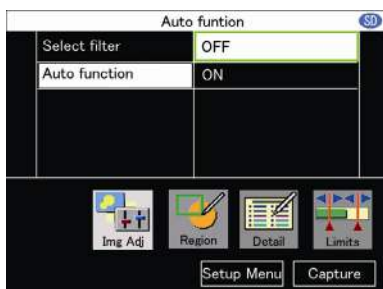 Auto funtion SD
Select filter OFF
Auto function ON
Img Adj Region Detail Limits
Setup Menu Capture